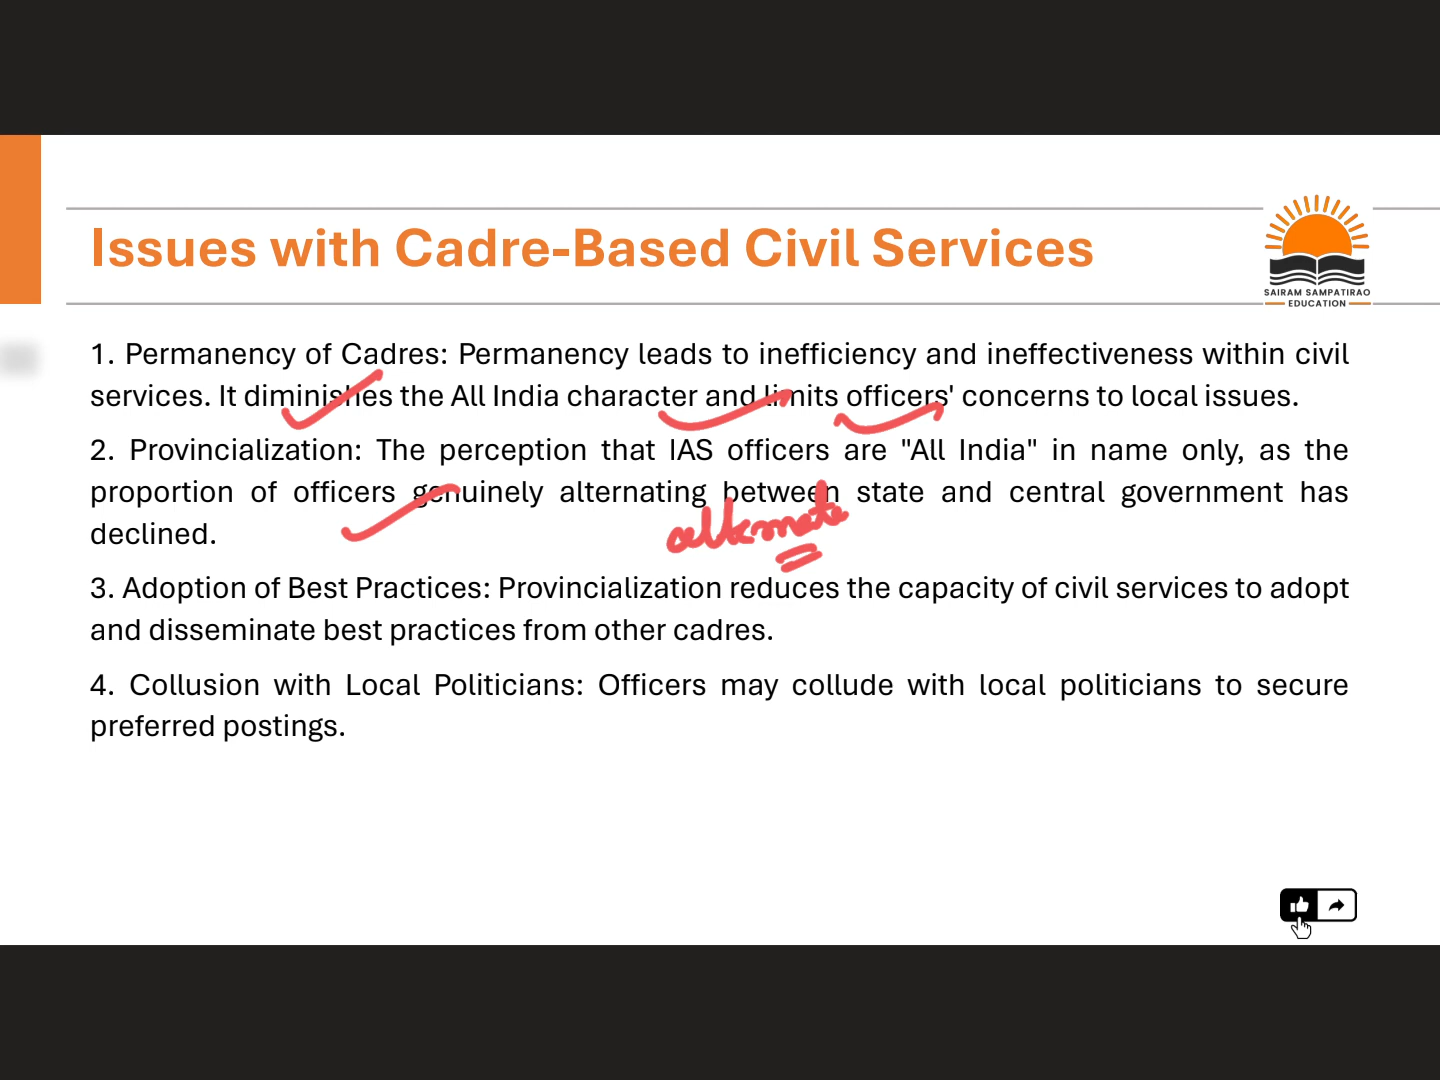 Issues with Cadre-Based Civil Services
SAIRAM SAMPATIRAO
EDUCATION
1. Permanency of Cadres: Permanency leads to inefficiency and ineffectiveness within civil
services. It diminishes the All India character and limits officers' concerns to local issues.
2. Provincialization: The perception that IAS officers are "All India" in name only, as the
proportion of officers genuinely alternating between state and central government has
alternate
declined.
3. Adoption of Best Practices: Provincialization reduces the capacity of civil services to adopt
and disseminate best practices from other cadres.
4. Collusion with Local Politicians: Officers may collude with local politicians to secure
preferred postings.